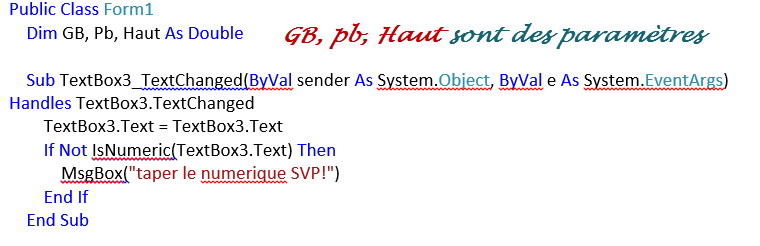 Public Class Form1
Dim GB, Pb, Haut As Double
GB, pb, Haut sont des paramètres
Sub TextBox3_TextChanged(ByVal sender As System.Object, ByVal e As System.EventArgs)
Handles TextBox3.TextChanged
TextBox3.Text = TextBox3.Text
If Not IsNumeric(TextBox3.Text) Then
MsgBox("taper le numerique SVP!")
End If
End Sub